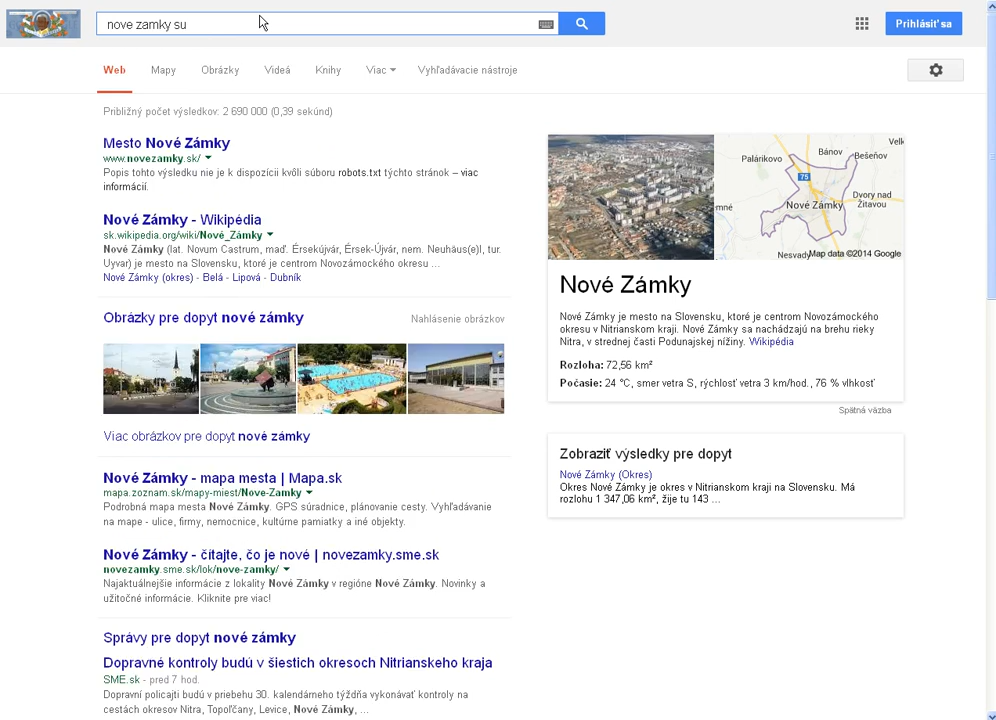 nove zamky su
Prihlásiť sa
Web Mapy Obrázky Videá Knihy Viac Vyhľadávacie nástroje
Približný počet výsledkov: 2 690 000 (0,39 sekúnd)
Mesto Nové Zámky
www.novezamky.sk/
Popis tohto výsledku nie je k dispozícii kvôli súboru robots.txt týchto stránok – viac
informácií.
Nové Zámky - Wikipédia
sk.wikipedia.org/wiki/Nové_Zámky
Nové Zámky (lat. Novum Castrum, maď. Érsekújvár, Érsek-Újvár, nem. Neuhäus(e)l, tur.
Uyvar) je mesto na Slovensku, ktoré je centrom Novozámockého okresu ...
Nové Zámky (okres) - Belá - Lipová - Dubník
Obrázky pre dopyt nové zámky
Nahlásenie obrázkov
Viac obrázkov pre dopyt nové zámky
Nové Zámky - mapa mesta | Mapa.sk
mapa.zoznam.sk/mapy-miest/Nove-Zamky
Podrobná mapa mesta Nové Zámky. GPS súradnice, plánovanie cesty. Vyhľadávanie
na mape - ulice, firmy, nemocnice, kultúrne pamiatky a iné objekty.
Nové Zámky - čítajte, čo je nové | novezamky.sme.sk
novezamky.sme.sk/lok/nove-zamky/
Najaktuálnejšie informácie z lokality Nové Zámky v regióne Nové Zámky. Novinky a
užitočné informácie. Kliknite pre viac!
Správy pre dopyt nové zámky
Dopravné kontroly budú v šiestich okresoch Nitrianskeho kraja
SME.sk - pred 7 hod.
Dopravní policajti budú v priebehu 30. kalendárneho týždňa vykonávať kontroly na
cestách okresov Nitra, Topoľčany, Levice, Nové Zámky, ...
Velk
Bánov
Palárikovo
Bešeňov
75
Dvory nad
Žitavou
mné
Nové Zámky
Nesvady
Map data ©2014 Google
Nové Zámky
Nové Zámky je mesto na Slovensku, ktoré je centrom Novozámockého
okresu v Nitrianskom kraji. Nové Zámky sa nachádzajú na brehu rieky
Nitra, v strednej časti Podunajskej nížiny. Wikipédia
Rozloha: 72,56 km²
Počasie: 24 °C, smer vetra S, rýchlosť vetra 3 km/hod., 76 % vlhkosť
Spätná väzba
Zobraziť výsledky pre dopyt
Nové Zámky (Okres)
Okres Nové Zámky je okres v Nitrianskom kraji na Slovensku. Má
rozlohu 1 347,06 km², žije tu 143 ...